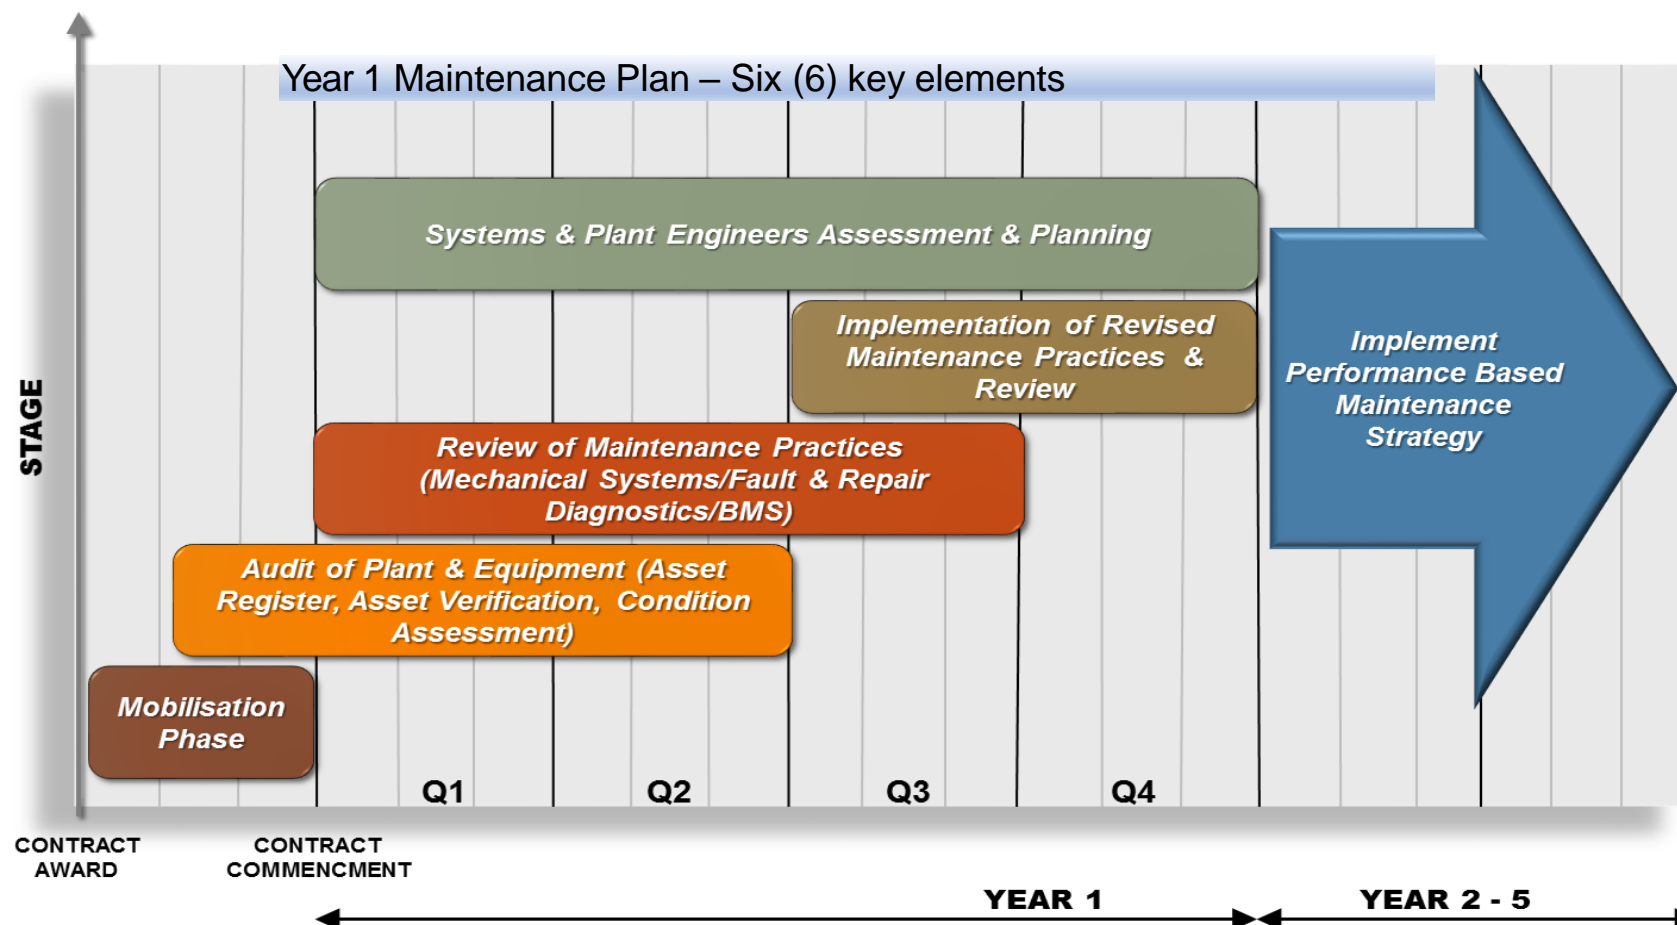 Year 1 Maintenance Plan – Six (6) key elements
Systems & Plant Engineers Assessment & Planning
Implementation of Revised
Maintenance Practices &
Review
Implement
Performance Based
Maintenance
Strategy
STAGE
Review of Maintenance Practices
(Mechanical Systems/Fault & Repair
Diagnostics/BMS)
Audit of Plant & Equipment (Asset
Register, Asset Verification, Condition
Assessment)
Mobilisation
Phase
Q1
Q2
Q3
Q4
CONTRACT
AWARD
CONTRACT
COMMENCMENT
YEAR 1
YEAR 2 - 5